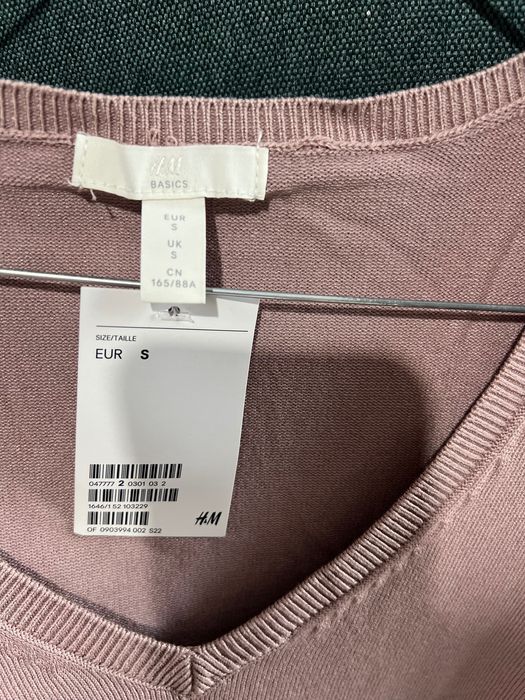 H&M
BASICS
EUR
S
UK
S
CN
165/88A
SIZE/TAILLE
EUR S
047777 2 0301 03 2
1646/152 103229
OF 0903994 002 S22
H&M